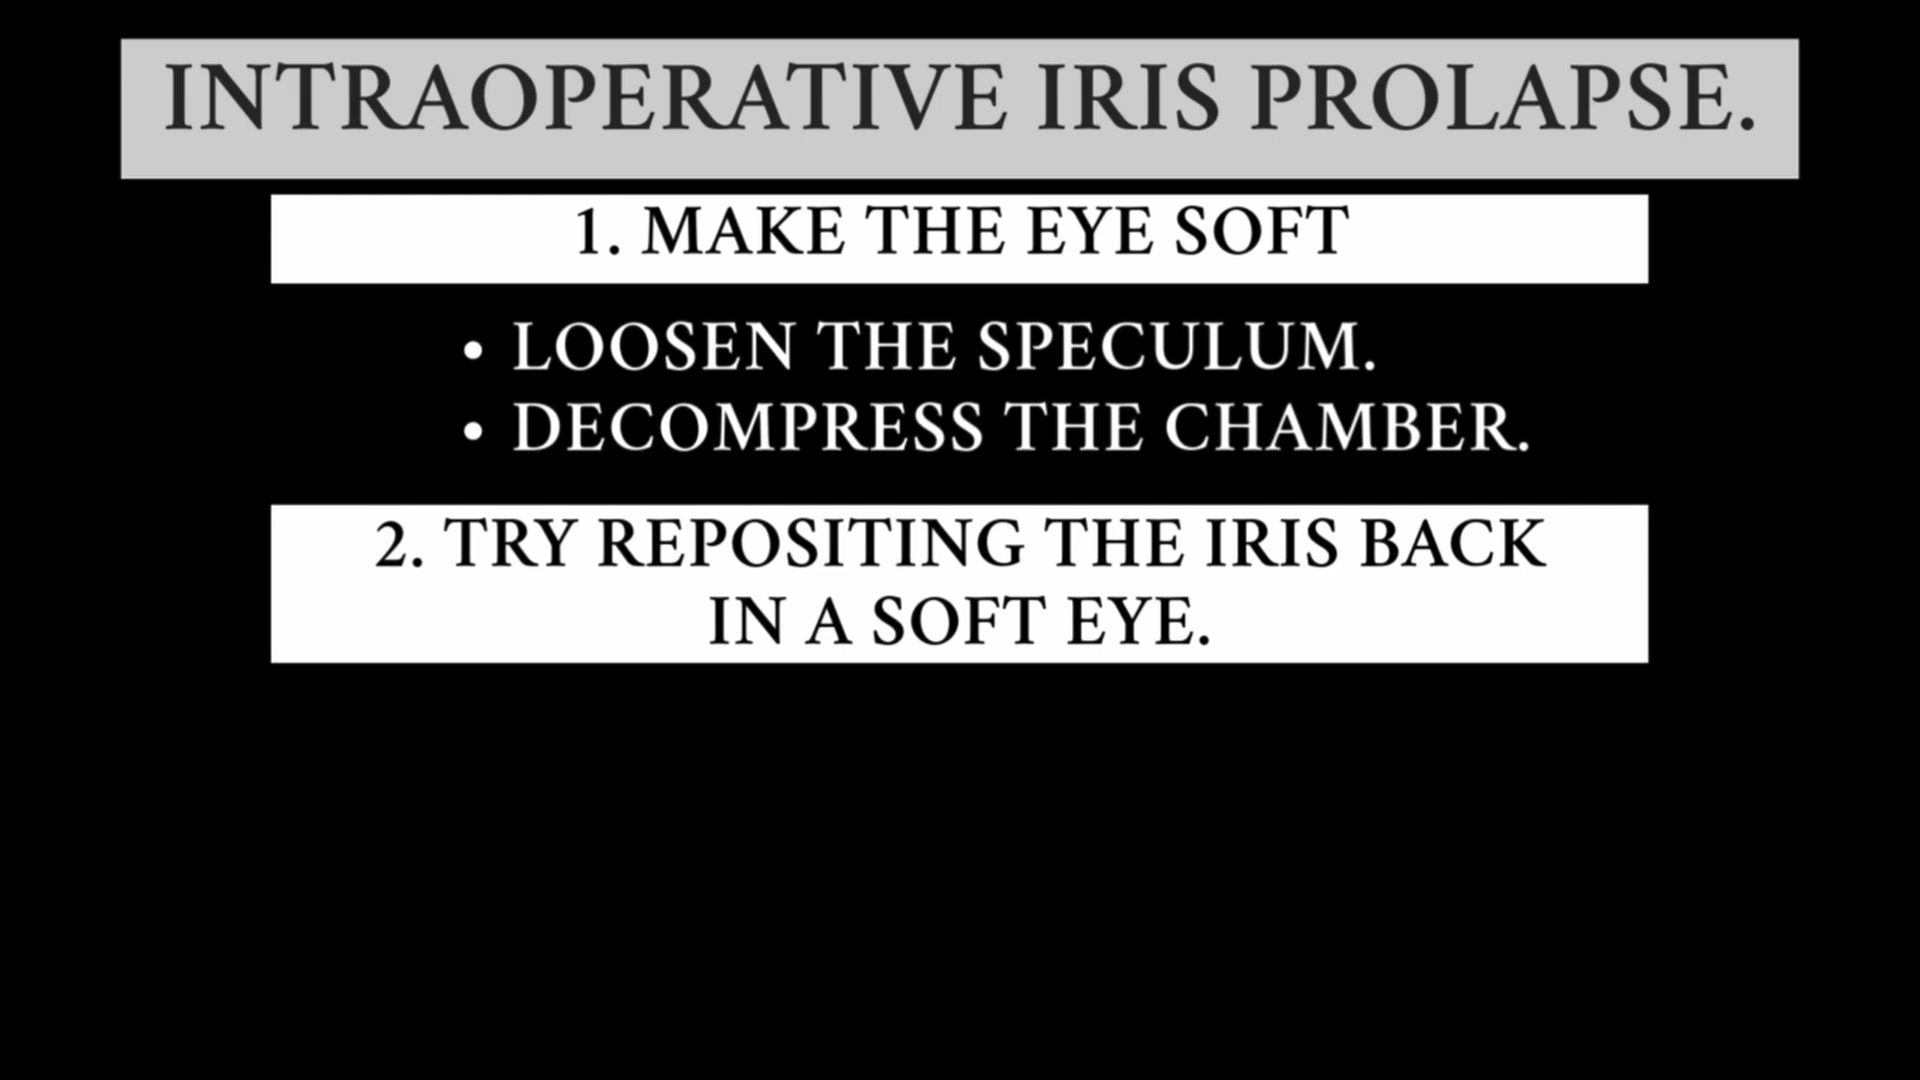 INTRAOPERATIVE IRIS PROLAPSE.
1. MAKE THE EYE SOFT
• LOOSEN THE SPECULUM.
• DECOMPRESS THE CHAMBER.
2. TRY REPOSITING THE IRIS BACK
IN A SOFT EYE.